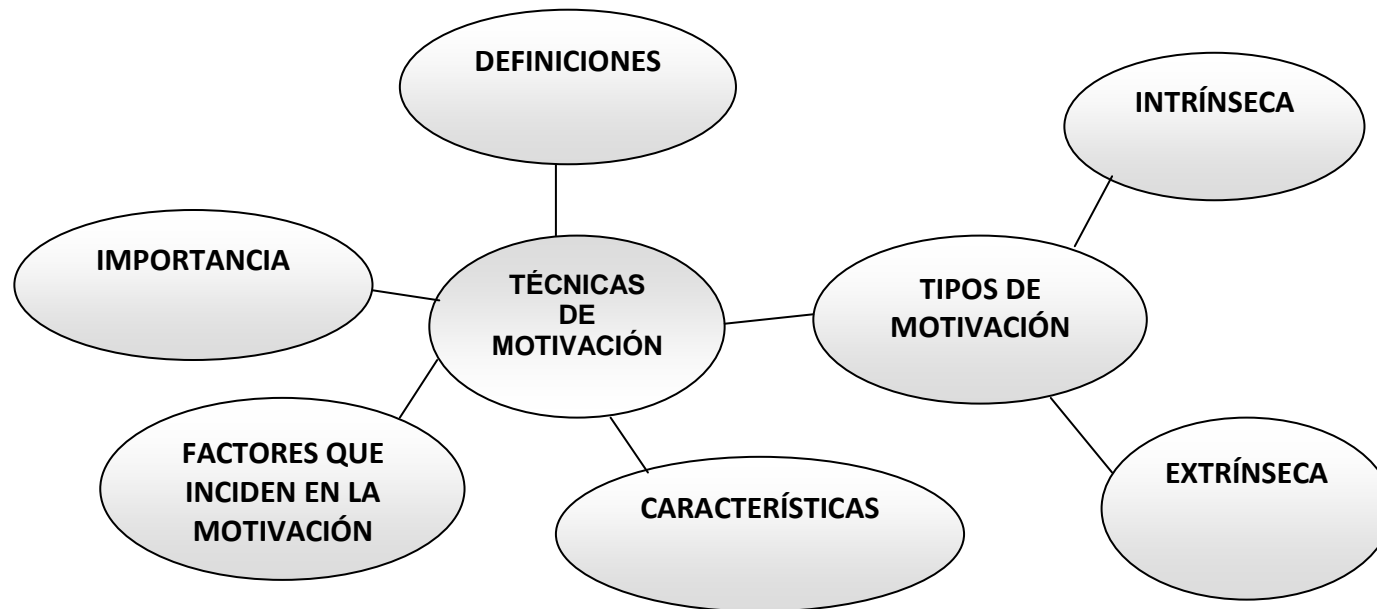 DEFINICIONES
INTRÍNSECA
IMPORTANCIA
TÉCNICAS
DE
MOTIVACIÓN
TIPOS DE
MOTIVACIÓN
FACTORES QUE
INCIDEN EN LA
MOTIVACIÓN
CARACTERÍSTICAS
EXTRÍNSECA